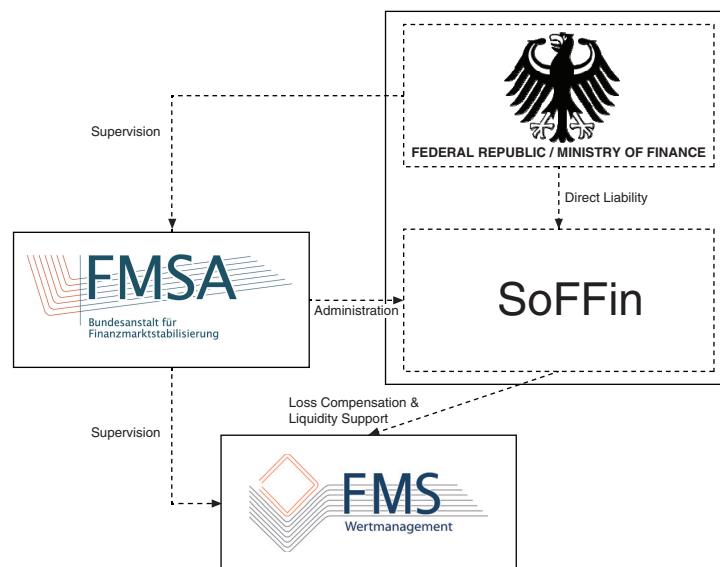 FEDERAL REPUBLIC / MINISTRY OF FINANCE
Supervision
Direct Liability
FMSA
Bundesanstalt für
Finanzmarktstabilisierung
Administration
SoFFin
Loss Compensation &
Liquidity Support
Supervision
FMS
Wertmanagement